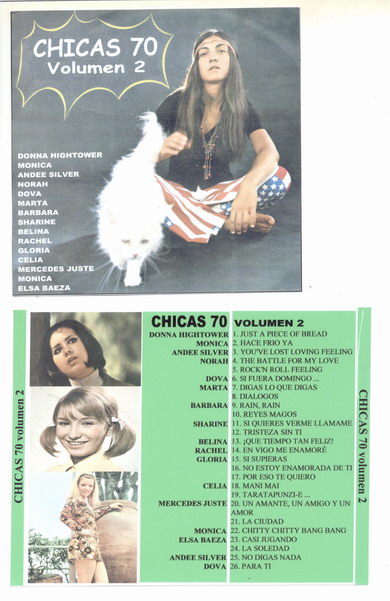 CHICAS 70
Volumen 2
DONNA HIGHTOWER
MONICA
ANDEE SILVER
NORAH
DOVA
MARTA
BARBARA
SHARINE
BELINA
RACHEL
GLORIA
CELIA
MERCEDES JUSTE
MONICA
ELSA BAEZA
CHICAS 70 volumen 2
CHICAS 70 VOLUMEN 2
DONNA HIGHTOWER 1. JUST A PIECE OF BREAD
MONICA 2. HACE FRIO YA
ANDEE SILVER 3. YOU'VE LOST LOVING FEELING
NORAH 4. THE BATTLE FOR MY LOVE
5. ROCK'N ROLL FEELING
DOVA 6. SI FUERA DOMINGO ...
MARTA 7. DIGAS LO QUE DIGAS
8. DIALOGOS
BARBARA 9. RAIN, RAIN
10. REYES MAGOS
SHARINE 11. SI QUIERES VERME LLAMAME
12. TRISTEZA SIN TI
BELINA 13. ¡QUE TIEMPO TAN FELIZ!
RACHEL 14. EN VIGO ME ENAMORÉ
GLORIA 15. SI SUPIERAS
16. NO ESTOY ENAMORADA DE TI
17. POR ESO TE QUIERO
CELIA 18. MANI MAI
19. TARATAPUNZI-E ...
MERCEDES JUSTE 20. UN AMANTE, UN AMIGO Y UN
AMOR
21. LA CIUDAD
MONICA 22. CHITTY CHITTY BANG BANG
ELSA BAEZA 23. CASI JUGANDO
24. LA SOLEDAD
ANDEE SILVER 25. NO DIGAS NADA
DOVA 26. PARA TI
CHICAS 70 volumen 2